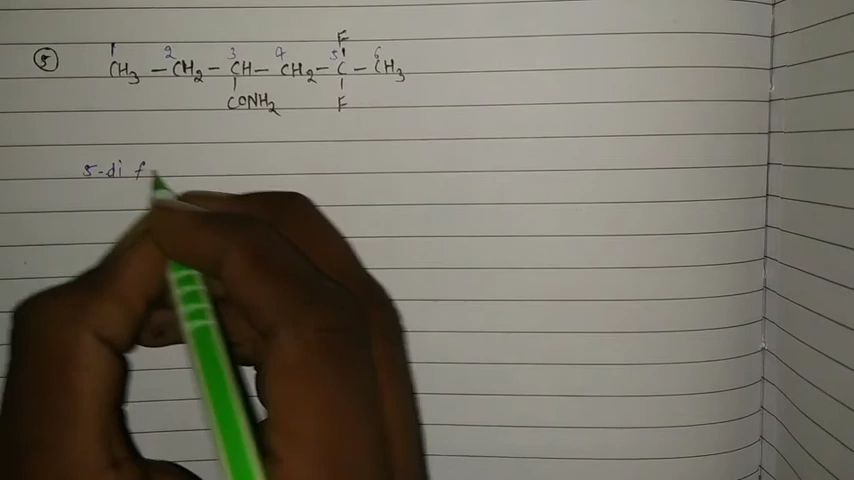 F
1 2 3 4 5 6
⑤ CH3 — CH2 — CH — CH2 — C — CH3
CONH2 F
5-di f